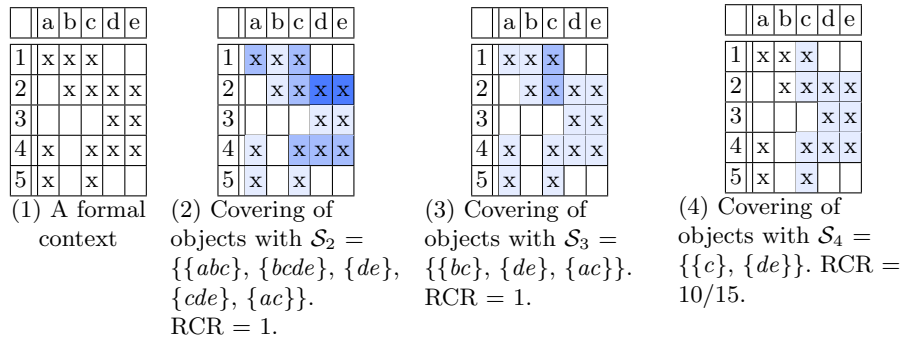 a b c d e
1 x x x
2 x x x x
3 x x
4 x x x x
5 x x
(1) A formal
context
a b c d e
1 x x x
2 x x x x
3 x x
4 x x x x
5 x x
(2) Covering of
objects with 𝒮₂ =
{{abc}, {bcde}, {de},
{cde}, {ac}}.
RCR = 1.
a b c d e
1 x x x
2 x x x x
3 x x
4 x x x x
5 x x
(3) Covering of
objects with 𝒮₃ =
{{bc}, {de}, {ac}}.
RCR = 1.
a b c d e
1 x x x
2 x x x x
3 x x
4 x x x x
5 x x
(4) Covering of
objects with 𝒮₄ =
{{c}, {de}}. RCR =
10/15.